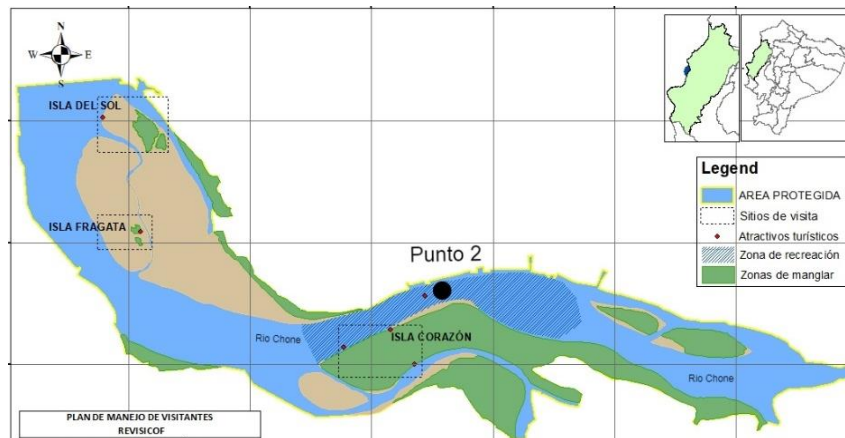 N
W E
S
ISLA DEL SOL
ISLA FRAGATA
Punto 2
Rio Chone
ISLA CORAZÓN
Rio Chone
Legend
AREA PROTEGIDA
Sitios de visita
Atractivos turísticos
Zona de recreación
Zonas de manglar
PLAN DE MANEJO DE VISITANTES
REVISICOF